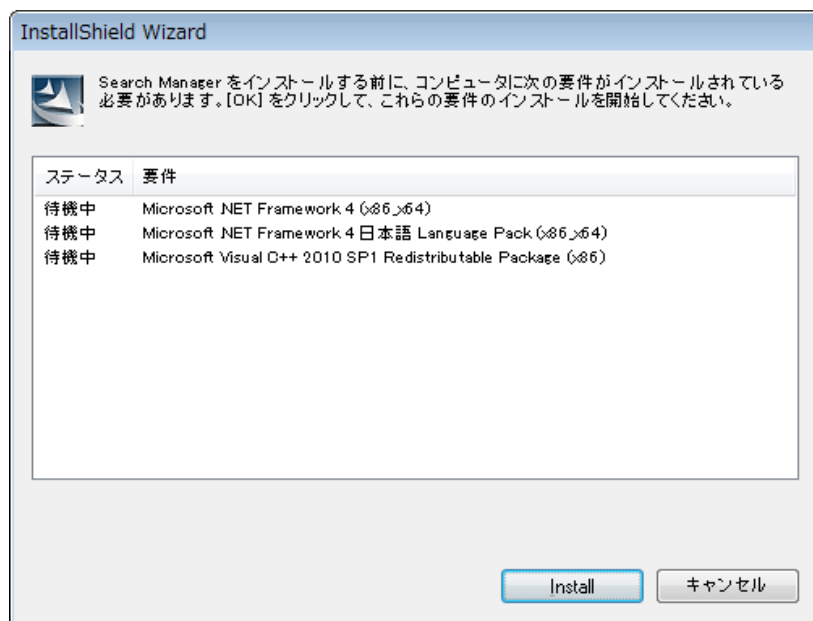 InstallShield Wizard
Search Manager をインストールする前に、コンピュータに次の要件がインストールされている
必要があります。[OK] をクリックして、これらの要件のインストールを開始してください。
ステータス 要件
待機中 Microsoft .NET Framework 4 (x86_x64)
待機中 Microsoft .NET Framework 4 日本語 Language Pack (x86_x64)
待機中 Microsoft Visual C++ 2010 SP1 Redistributable Package (x86)
Install キャンセル